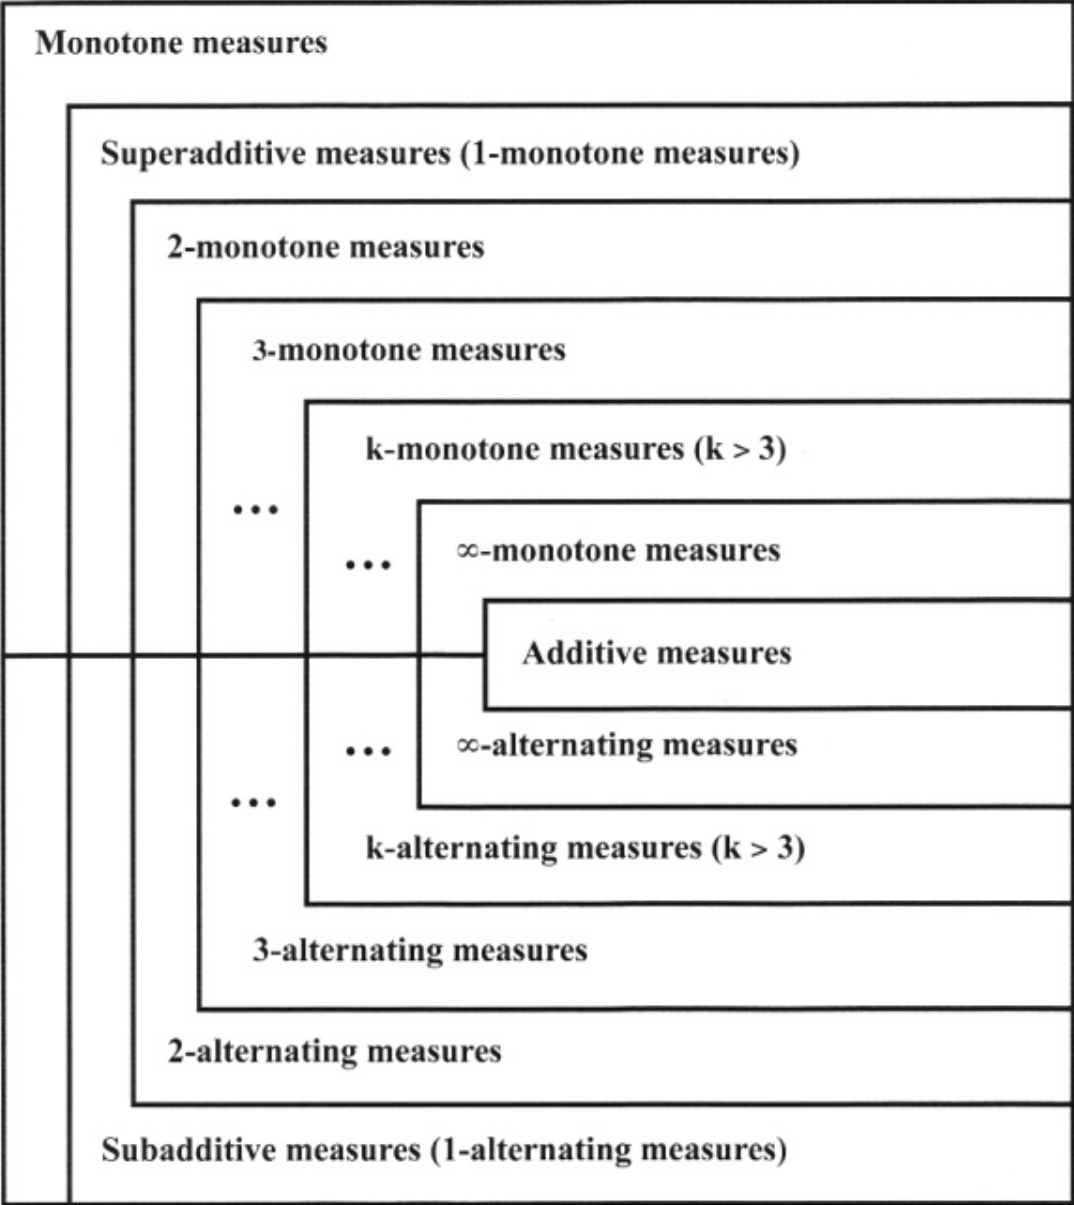 Monotone measures
Superadditive measures (1-monotone measures)
2-monotone measures
3-monotone measures
k-monotone measures (k > 3)
...
∞-monotone measures
...
Additive measures
...
∞-alternating measures
...
k-alternating measures (k > 3)
3-alternating measures
2-alternating measures
Subadditive measures (1-alternating measures)